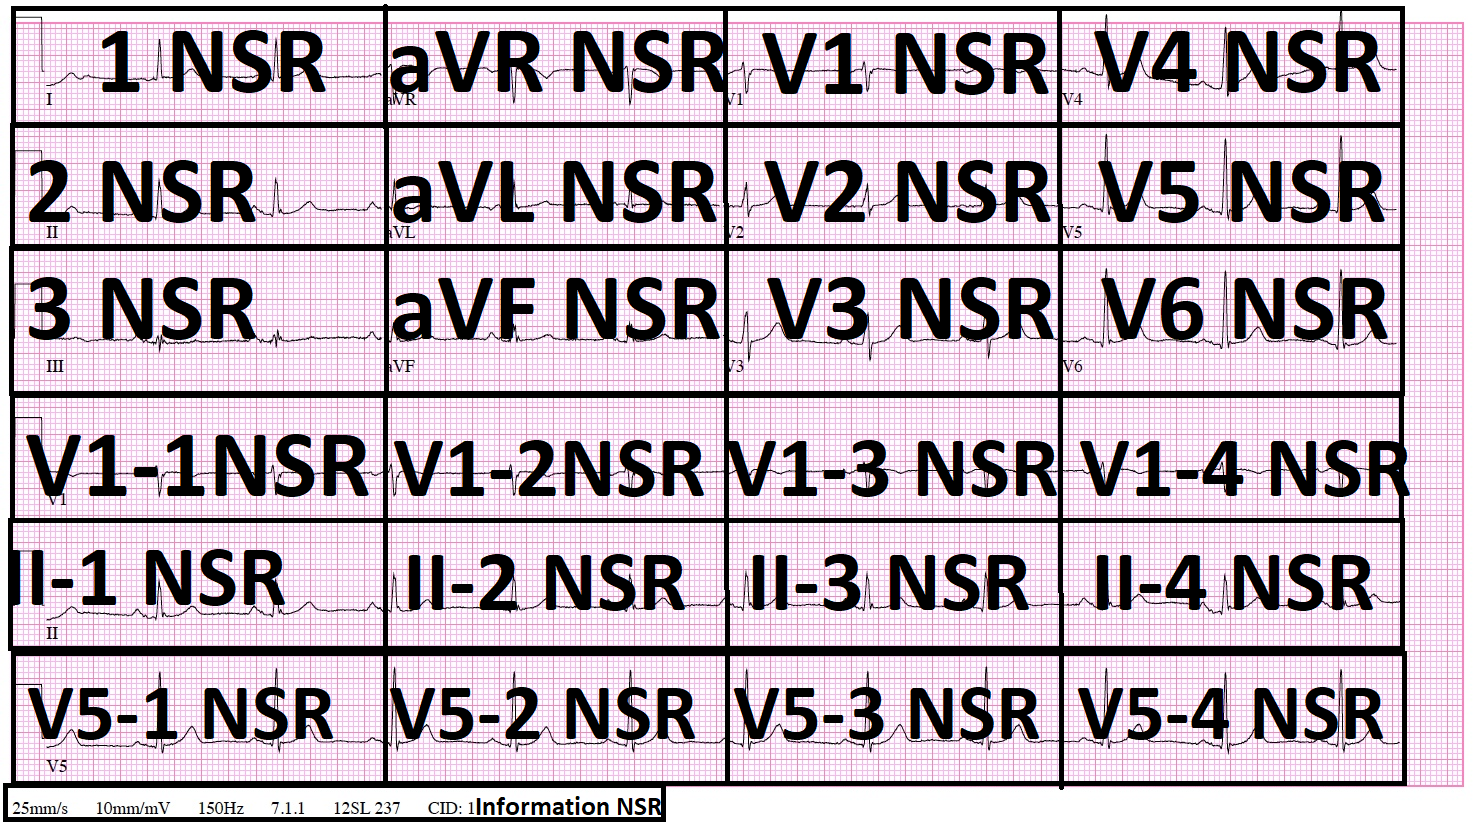 1 NSR aVR NSR V1 NSR V4 NSR
I aVR V1 V4
2 NSR aVL NSR V2 NSR V5 NSR
II aVL V2 V5
3 NSR aVF NSR V3 NSR V6 NSR
III aVF V3 V6
V1-1NSR V1-2NSR V1-3 NSR V1-4 NSR
V1
II-1 NSR II-2 NSR II-3 NSR II-4 NSR
II
V5-1 NSR V5-2 NSR V5-3 NSR V5-4 NSR
V5
25mm/s 10mm/mV 150Hz 7.1.1 12SL 237 CID: 1 Information NSR